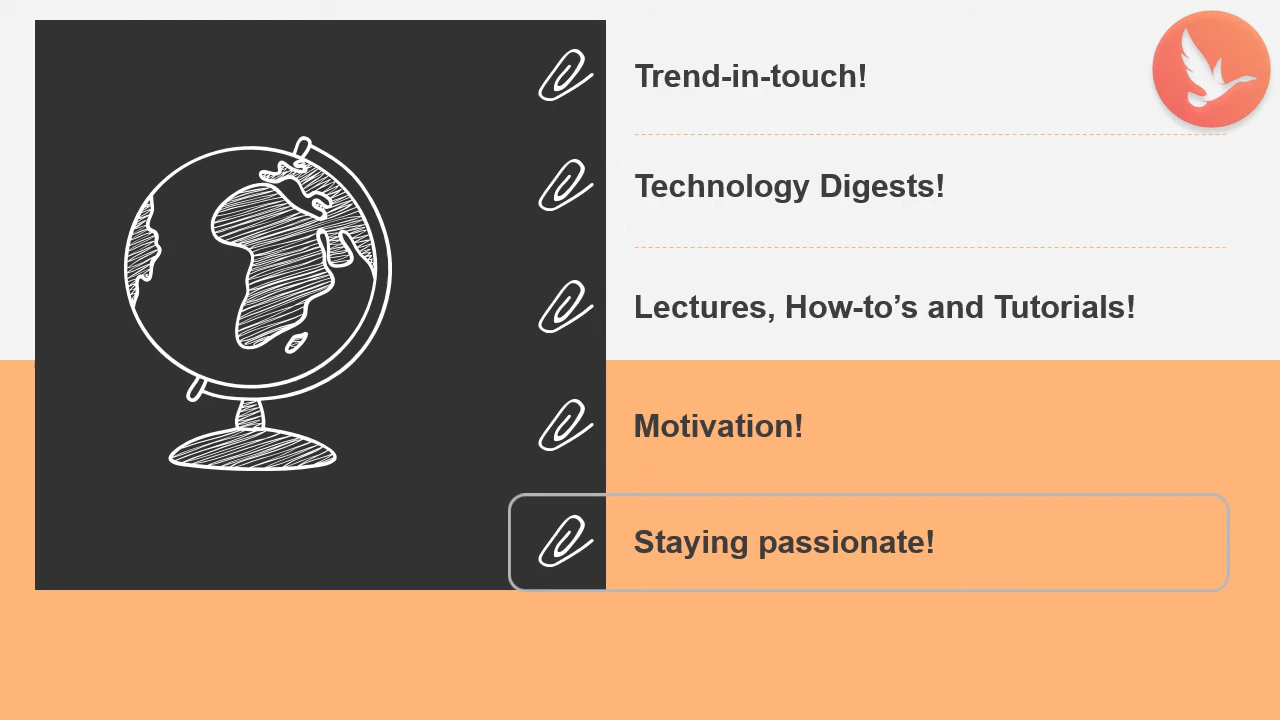 Trend-in-touch!
Technology Digests!
Lectures, How-to’s and Tutorials!
Motivation!
Staying passionate!